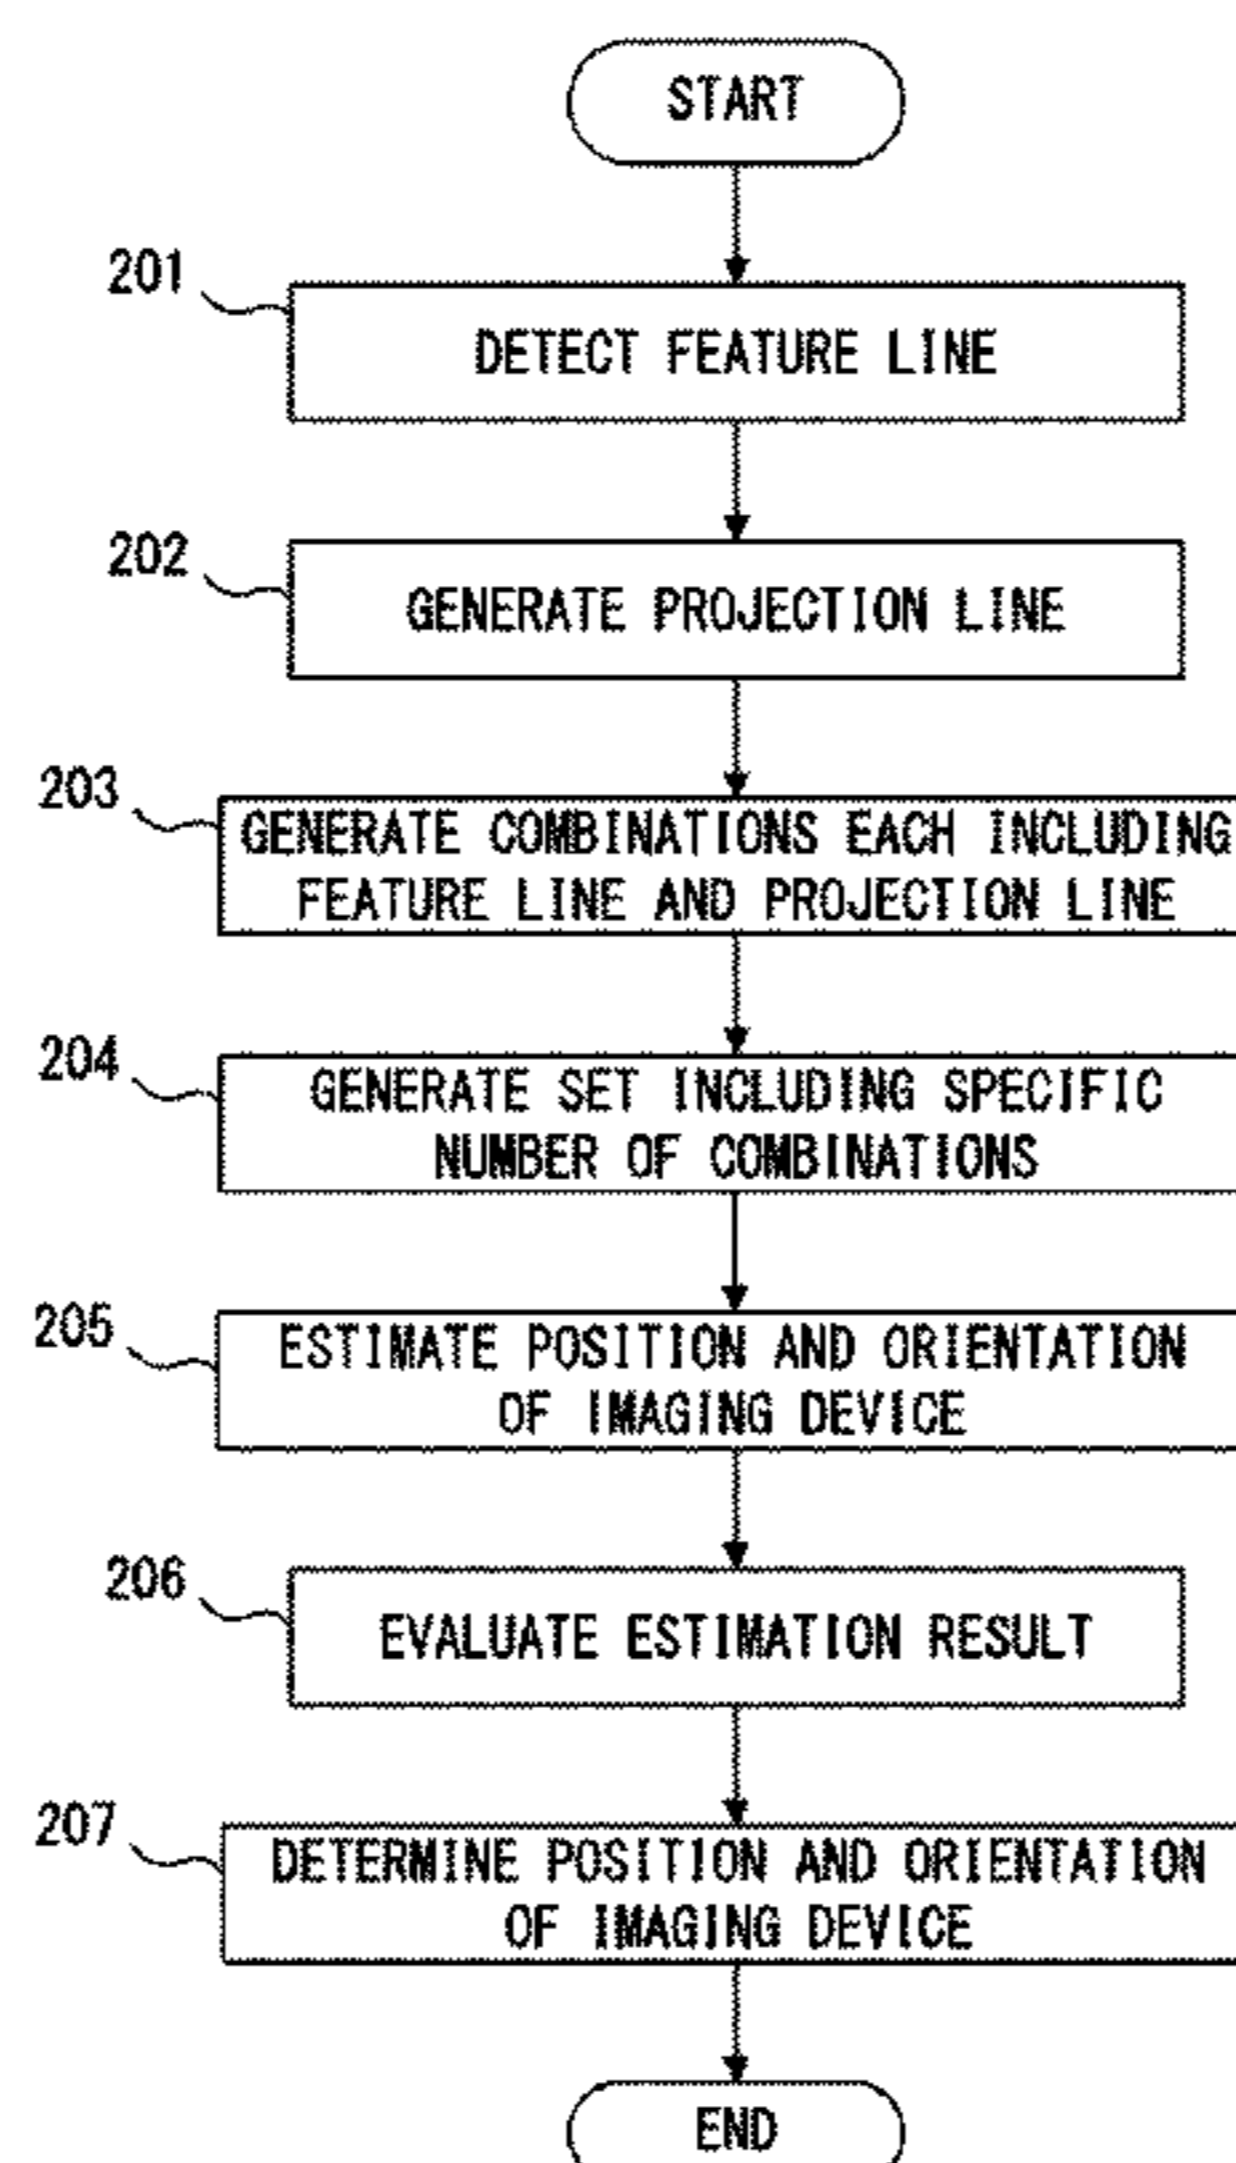 START
201
DETECT FEATURE LINE
202
GENERATE PROJECTION LINE
203
GENERATE COMBINATIONS EACH INCLUDING
FEATURE LINE AND PROJECTION LINE
204
GENERATE SET INCLUDING SPECIFIC
NUMBER OF COMBINATIONS
205
ESTIMATE POSITION AND ORIENTATION
OF IMAGING DEVICE
206
EVALUATE ESTIMATION RESULT
207
DETERMINE POSITION AND ORIENTATION
OF IMAGING DEVICE
END